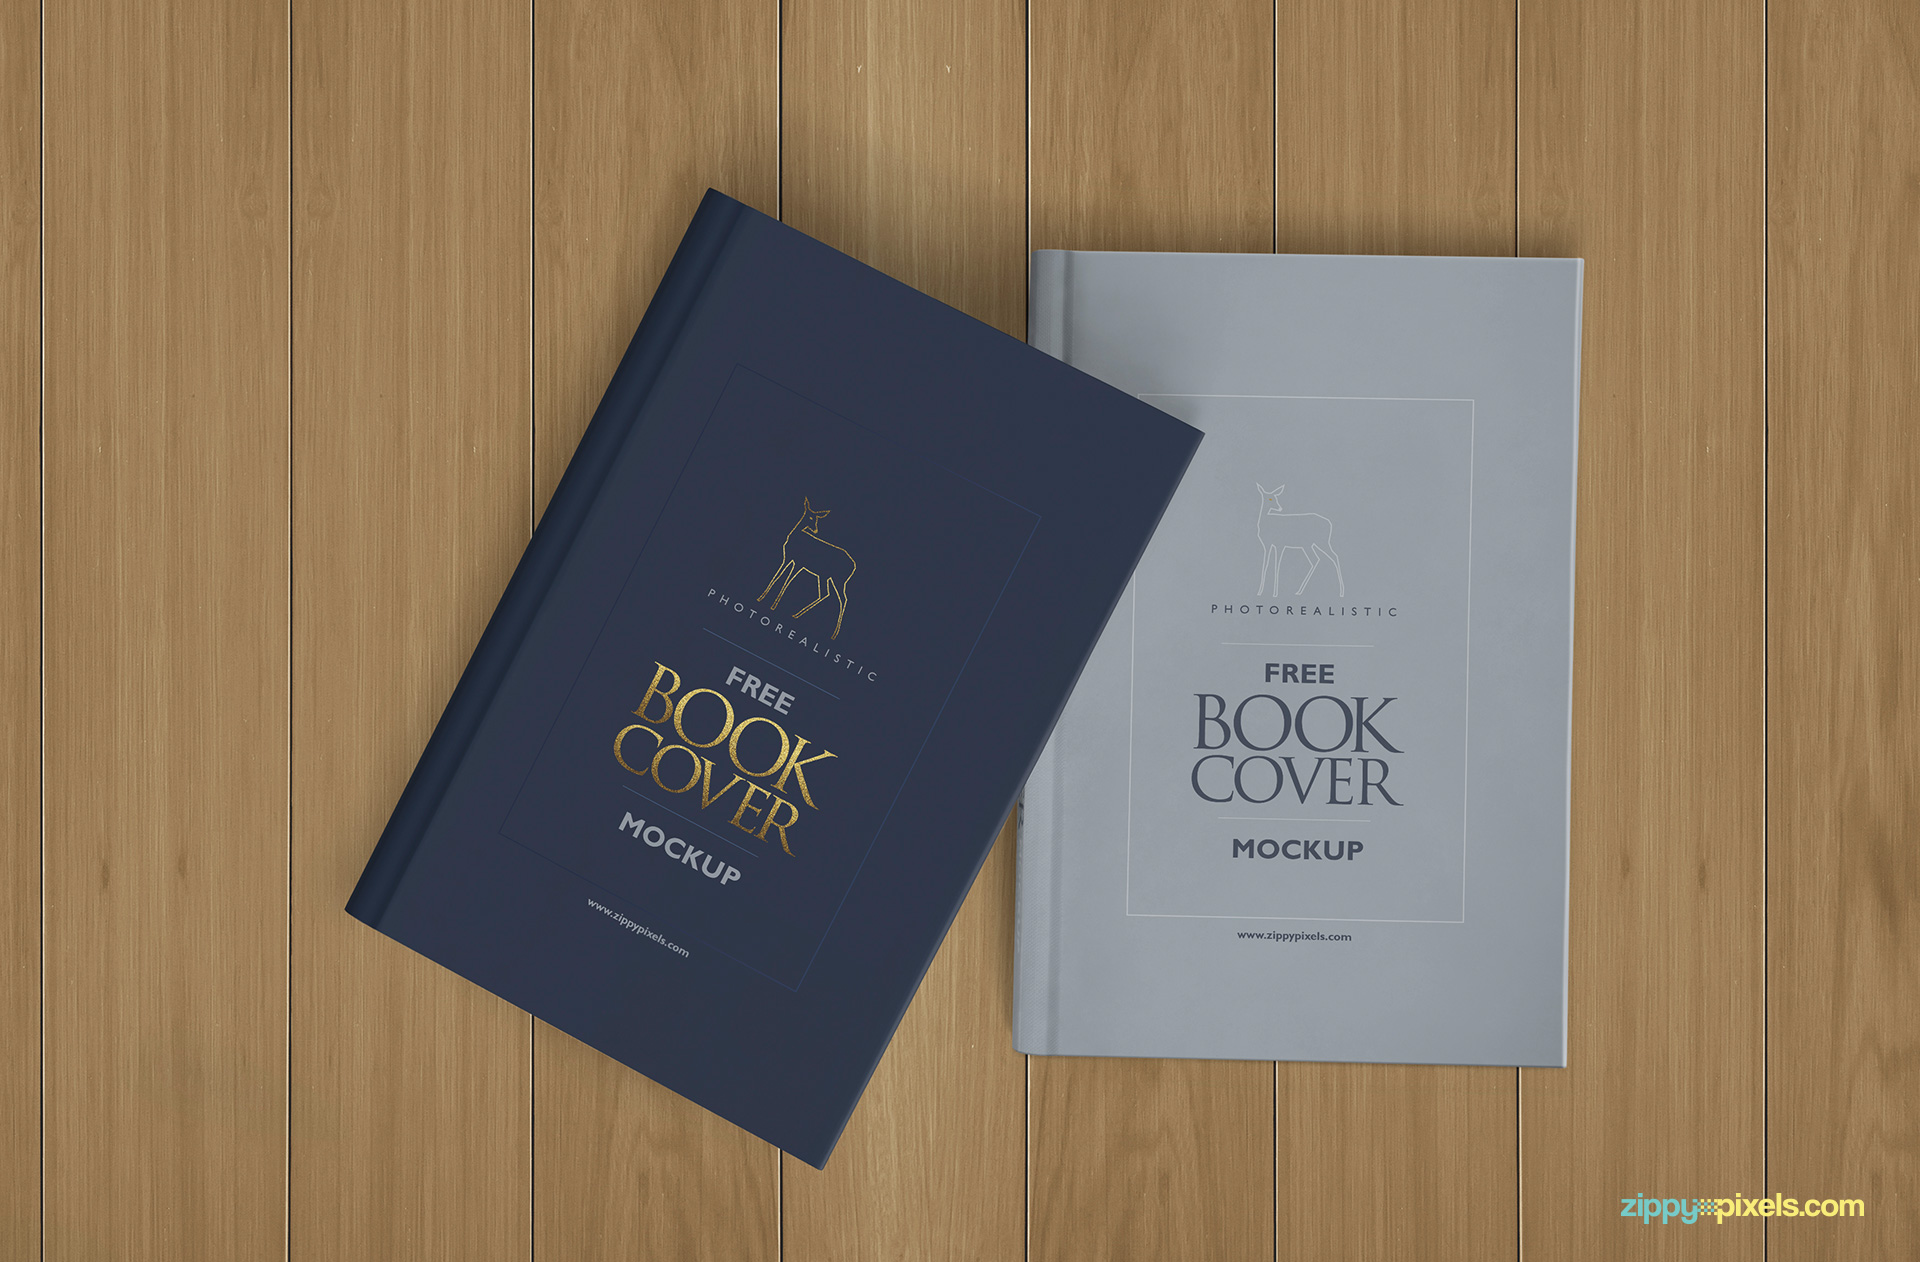 PHOTOREALISTIC
FREE
BOOK
COVER
MOCKUP
www.zippypixels.com
PHOTOREALISTIC
FREE
BOOK
COVER
MOCKUP
www.zippypixels.com
zippypixels.com